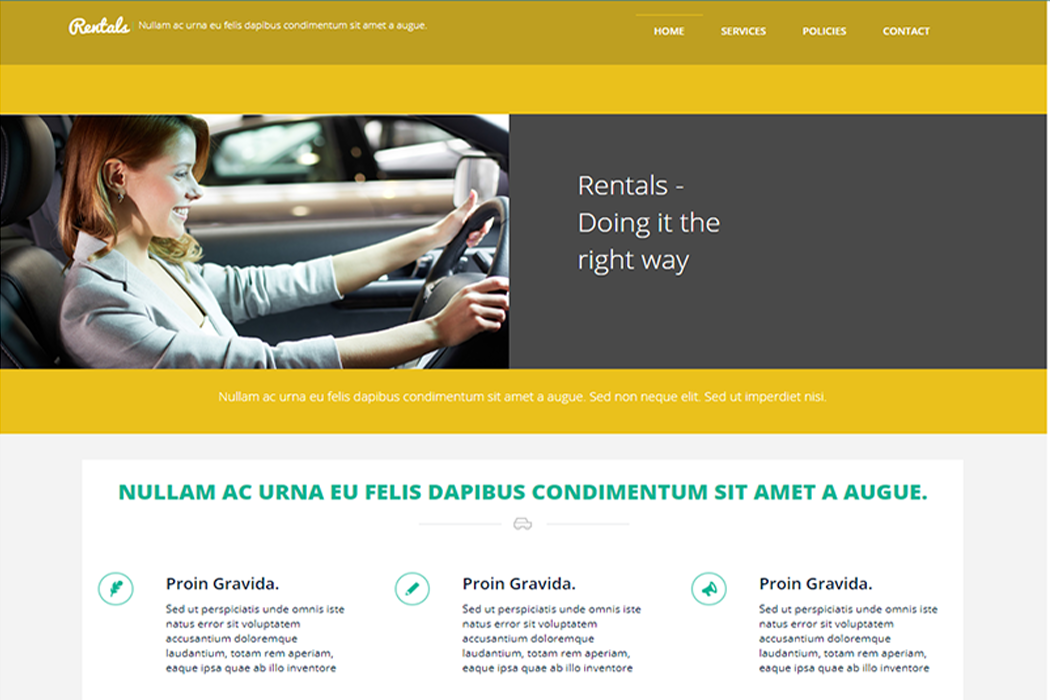 Rentals Nullam ac urna eu felis dapibus condimentum sit amet a augue.
HOME SERVICES POLICIES CONTACT
Rentals -
Doing it the
right way
Nullam ac urna eu felis dapibus condimentum sit amet a augue. Sed non neque elit. Sed ut imperdiet nisi.
NULLAM AC URNA EU FELIS DAPIBUS CONDIMENTUM SIT AMET A AUGUE.
Proin Gravida.
Sed ut perspiciatis unde omnis iste
natus error sit voluptatem
accusantium doloremque
laudantium, totam rem aperiam,
eaque ipsa quae ab illo inventore
Proin Gravida.
Sed ut perspiciatis unde omnis iste
natus error sit voluptatem
accusantium doloremque
laudantium, totam rem aperiam,
eaque ipsa quae ab illo inventore
Proin Gravida.
Sed ut perspiciatis unde omnis iste
natus error sit voluptatem
accusantium doloremque
laudantium, totam rem aperiam,
eaque ipsa quae ab illo inventore